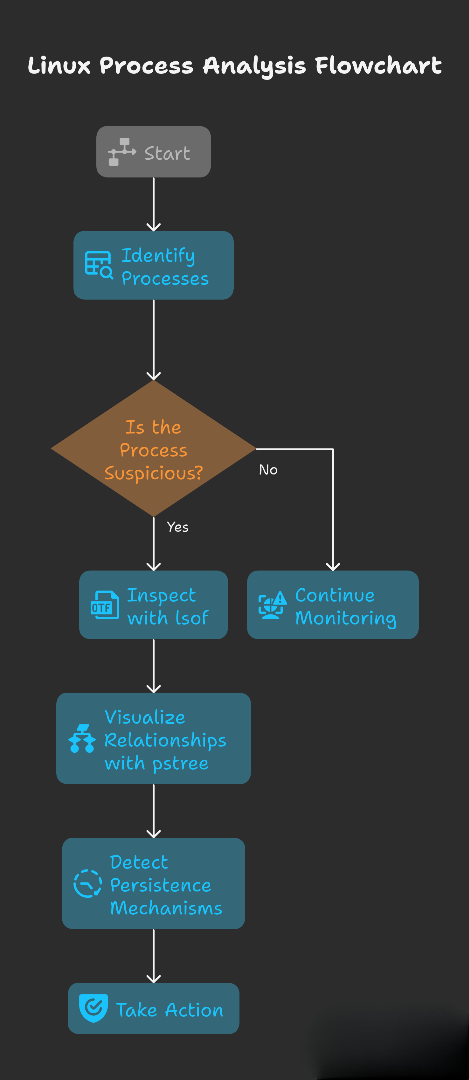 Linux Process Analysis Flowchart
Start
Identify
Processes
Is the
Process
Suspicious?
No
Yes
Inspect
with lsof
OTF
Continue
Monitoring
Visualize
Relationships
with pstree
Detect
Persistence
Mechanisms
Take Action